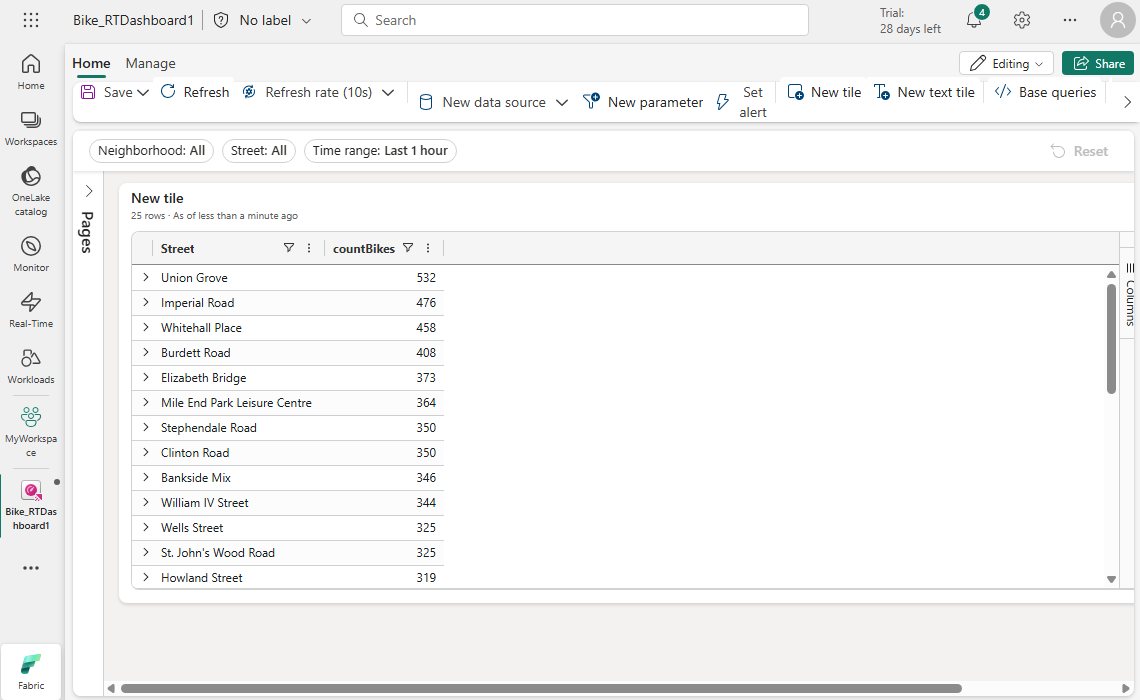 Bike_RTDashboard1
No label
Search
Trial:
28 days left
4
Home
Workspaces
OneLake
catalog
Monitor
Real-Time
Workloads
MyWorkspa
ce
Bike_RTDas
hboard1
Fabric
Home Manage
Editing
Share
Save
Refresh
Refresh rate (10s)
New data source
New parameter
Set
alert
New tile
New text tile
Base queries
Neighborhood: All
Street: All
Time range: Last 1 hour
Reset
Pages
New tile
25 rows · As of less than a minute ago
Street countBikes
Union Grove 532
Imperial Road 476
Whitehall Place 458
Burdett Road 408
Elizabeth Bridge 373
Mile End Park Leisure Centre 364
Stephendale Road 350
Clinton Road 350
Bankside Mix 346
William IV Street 344
Wells Street 325
St. John's Wood Road 325
Howland Street 319
Columns